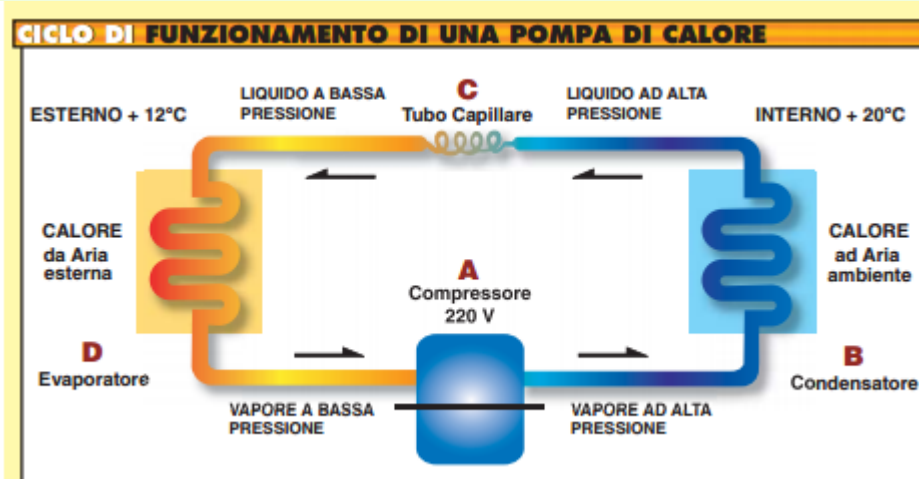 CICLO DI FUNZIONAMENTO DI UNA POMPA DI CALORE
ESTERNO + 12°C
LIQUIDO A BASSA
PRESSIONE
C
Tubo Capillare
LIQUIDO AD ALTA
PRESSIONE
INTERNO + 20°C
CALORE
da Aria
esterna
A
Compressore
220 V
CALORE
ad Aria
ambiente
D
Evaporatore
B
Condensatore
VAPORE A BASSA
PRESSIONE
VAPORE AD ALTA
PRESSIONE